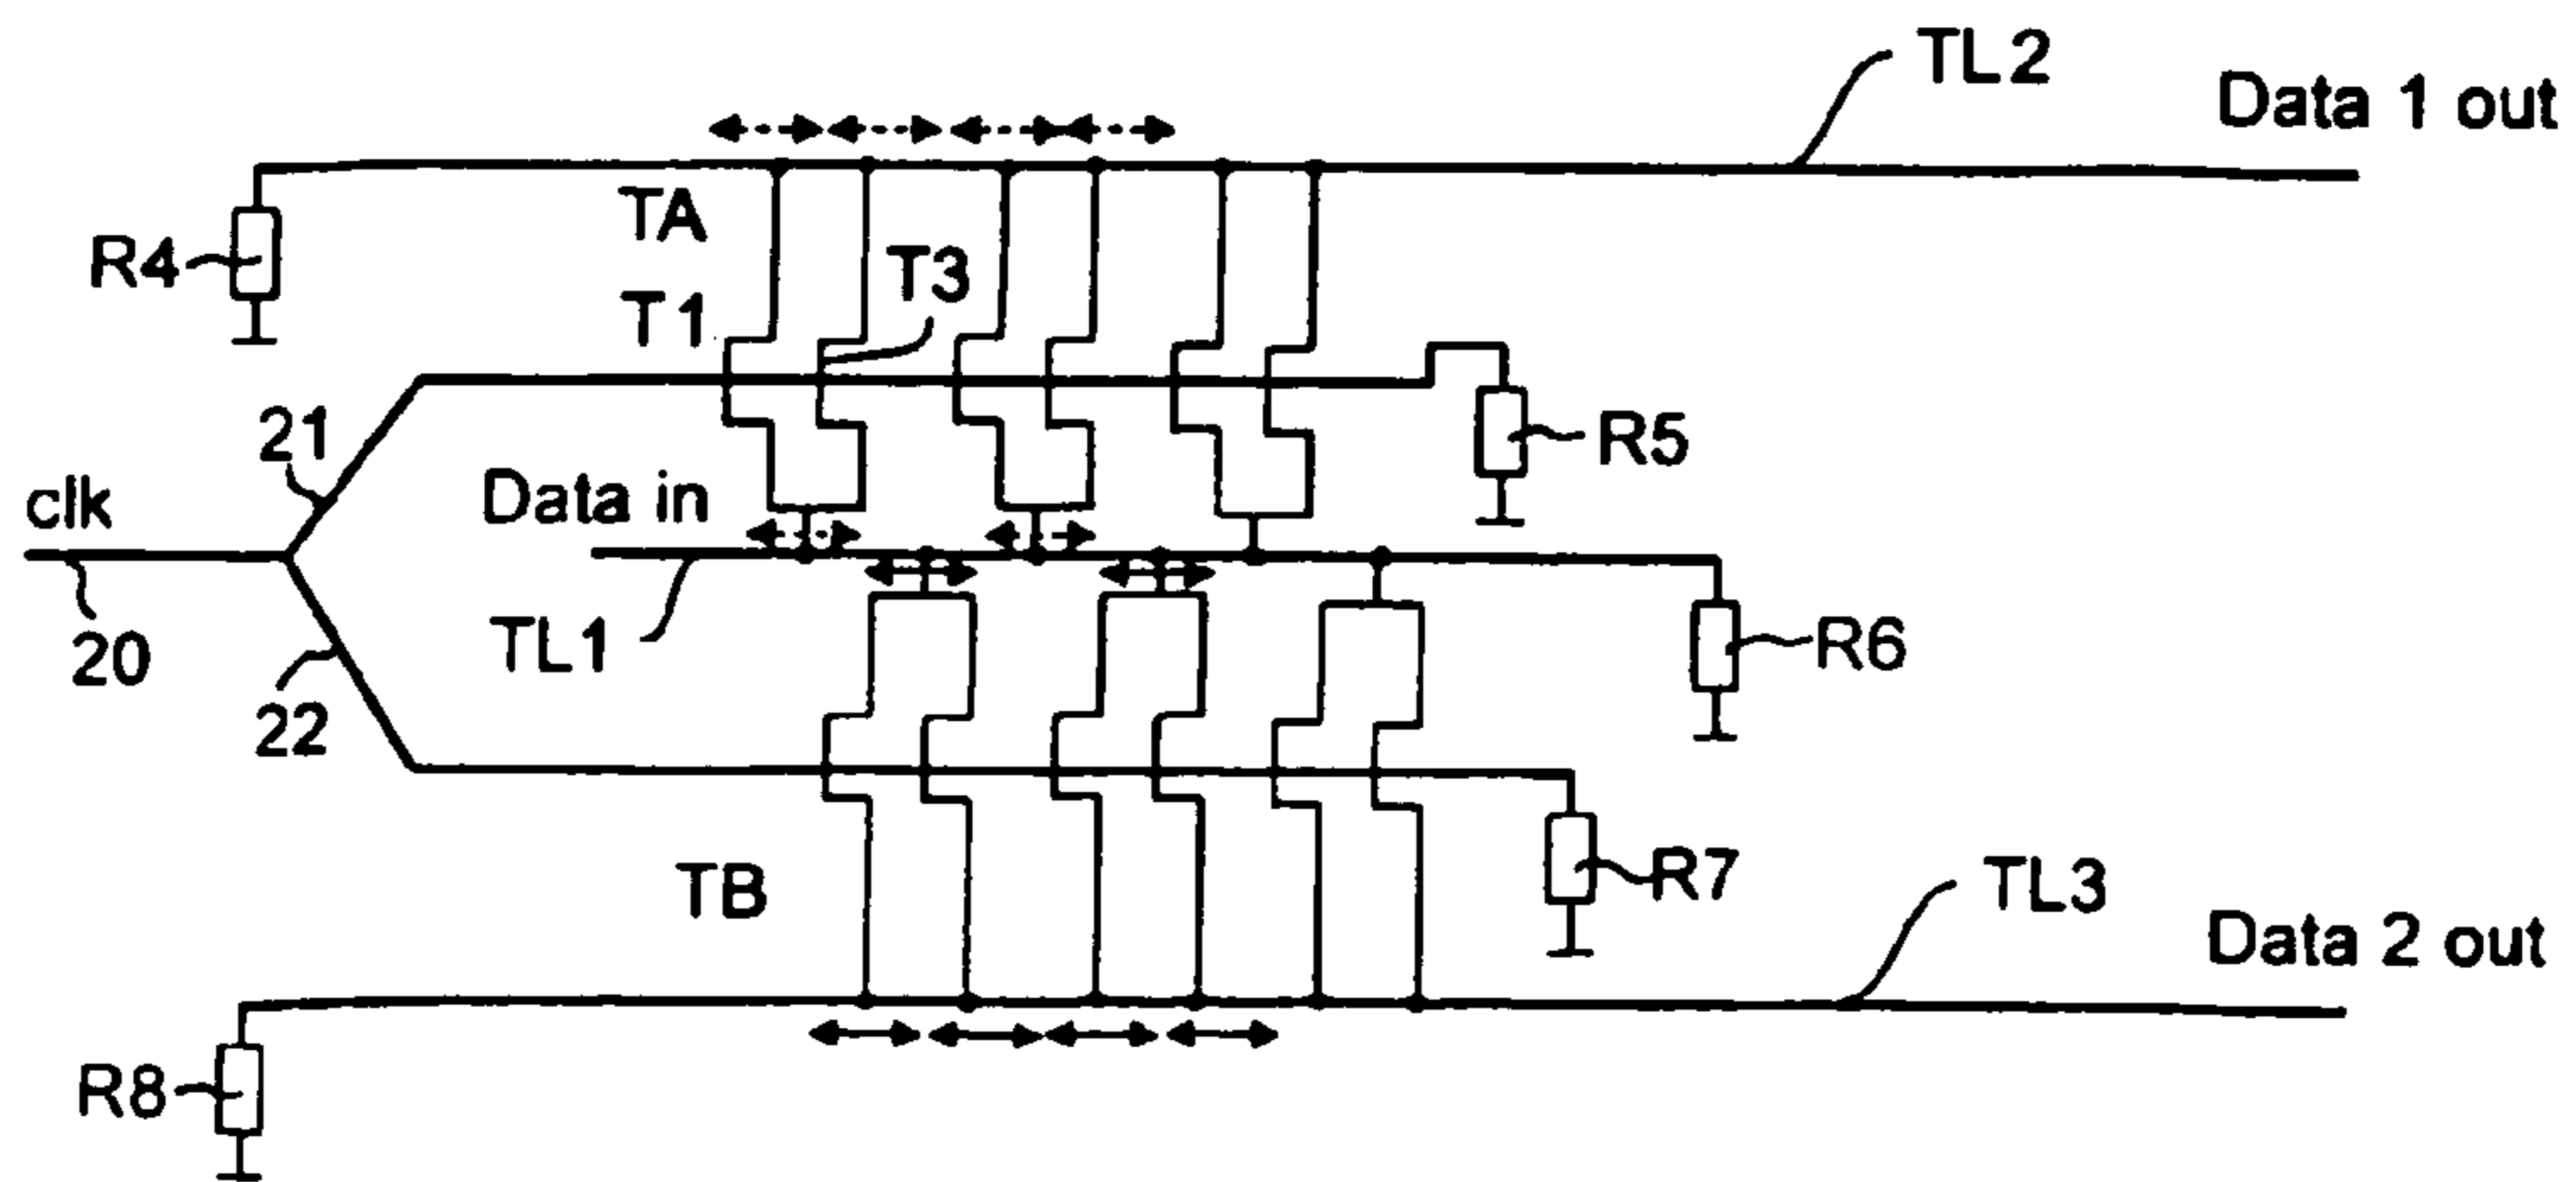 TL2
Data 1 out
TA
R4
T3
T1
21
R5
clk
Data in
20
TL1
R6
22
TB
R7
TL3
Data 2 out
R8